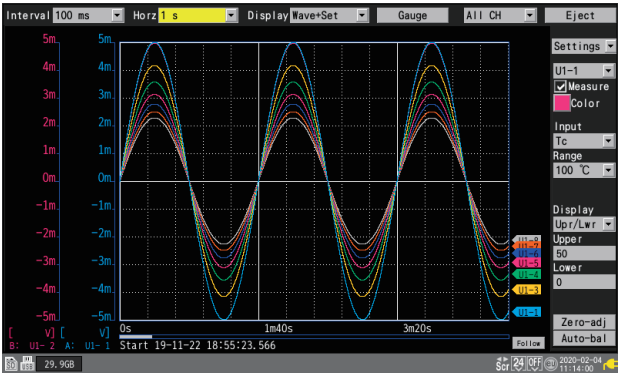 Interval 100 ms Horz 1 s Display Wave+Set Gauge All CH Eject
5m 5m
4m 4m
3m 3m
2m 2m
1m 1m
0m 0m
-1m -1m
-2m -2m
-3m -3m
-4m -4m
-5m -5m
[ V] [ V]
B: U1- 2 A: U1- 1
U1-8
U1-7
U1-6
U1-5
U1-4
U1-3
U1-1
0s 1m40s 3m20s
Start 19-11-22 18:55:23.566
Follow
Settings
U1-1
Measure
Color
Input
Tc
Range
100 ℃
Display
Upr/Lwr
Upper
50
Lower
0
Zero-adj
Auto-bal
SD 29.9GB
Scr 24 OFF 2020-02-04
11:14:00